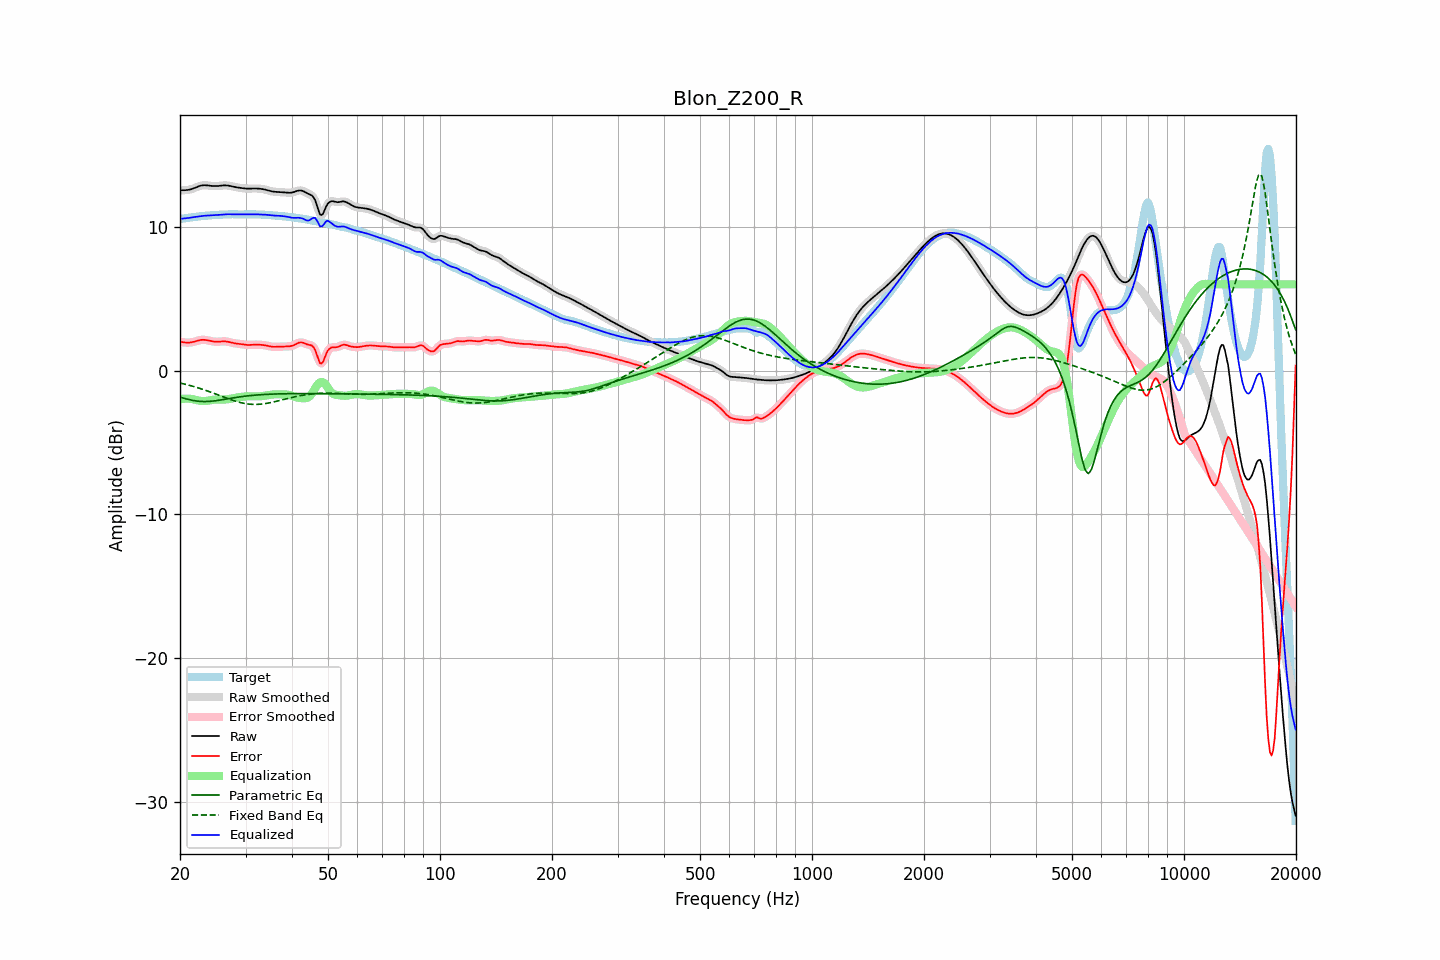 Blon_Z200_R
Amplitude (dBr)
10
0
−10
−20
−30
Target
Raw Smoothed
Error Smoothed
Raw
Error
Equalization
Parametric Eq
Fixed Band Eq
Equalized
20 50 100 200 500 1000 2000 5000 10000 20000
Frequency (Hz)